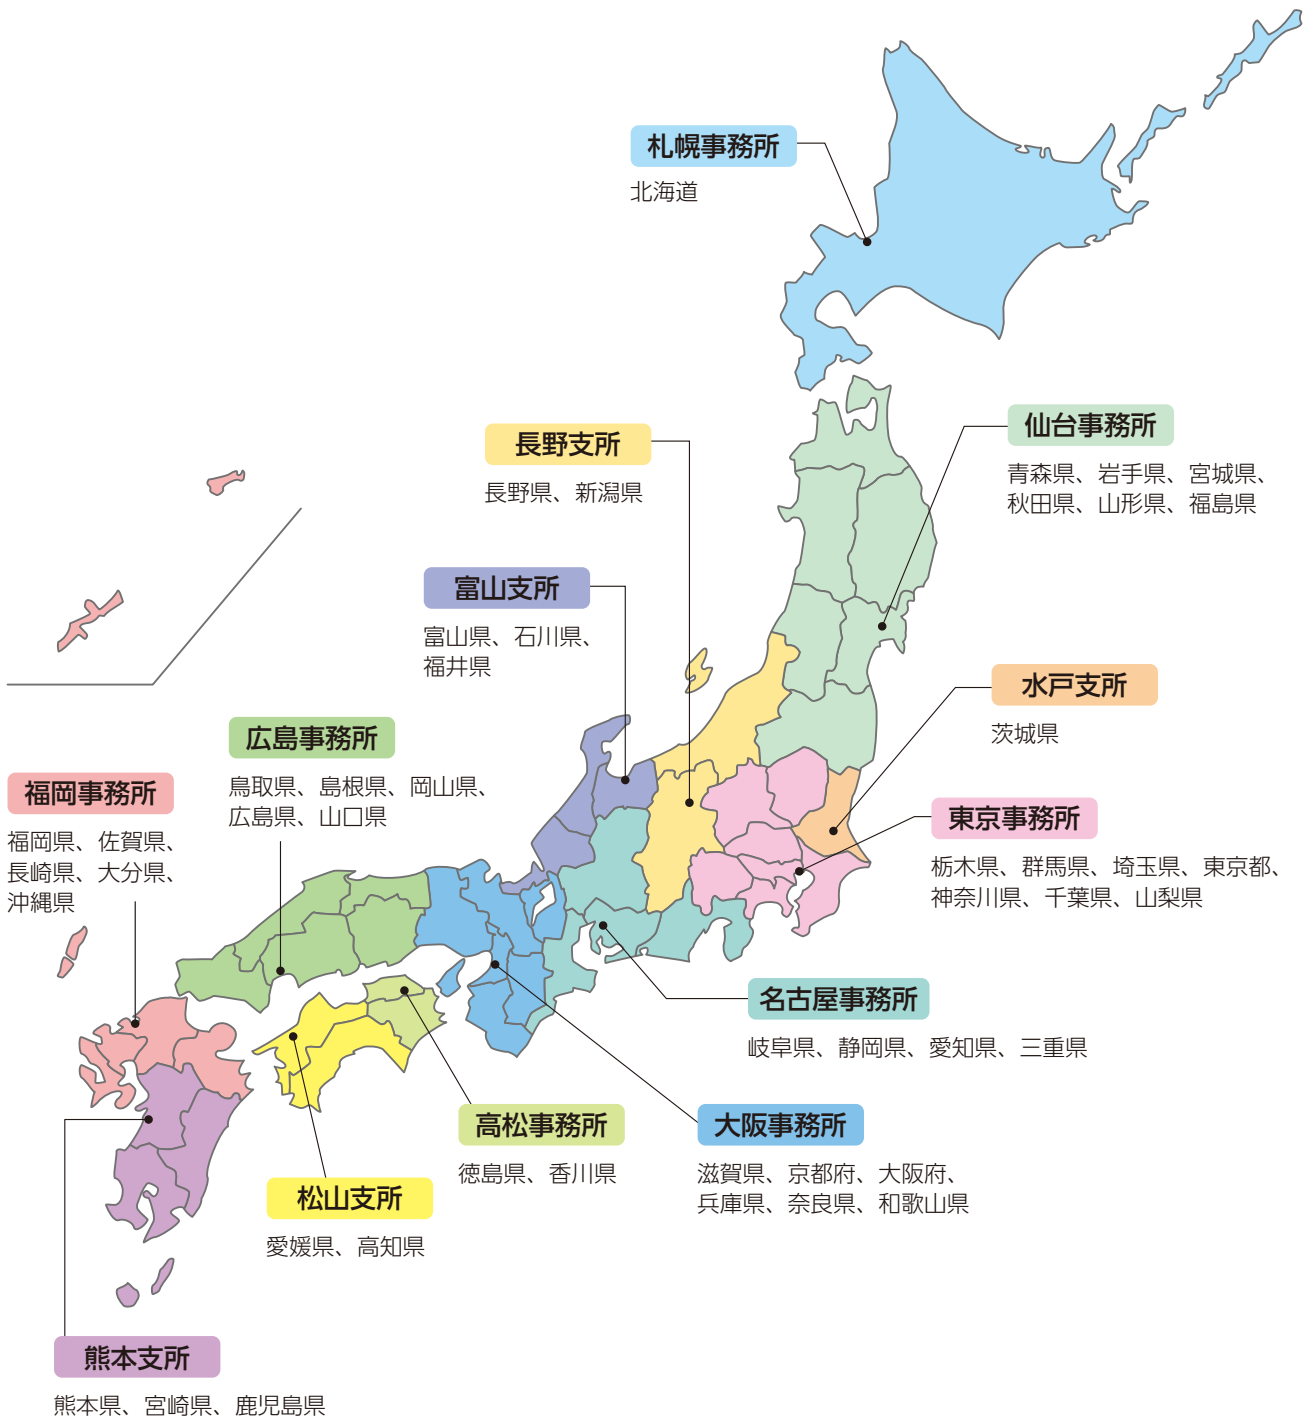 札幌事務所
北海道
仙台事務所
青森県、岩手県、宮城県、
秋田県、山形県、福島県
長野支所
長野県、新潟県
富山支所
富山県、石川県、
福井県
水戸支所
茨城県
広島事務所
鳥取県、島根県、岡山県、
広島県、山口県
福岡事務所
福岡県、佐賀県、
長崎県、大分県、
沖縄県
東京事務所
栃木県、群馬県、埼玉県、東京都、
神奈川県、千葉県、山梨県
名古屋事務所
岐阜県、静岡県、愛知県、三重県
高松事務所
徳島県、香川県
大阪事務所
滋賀県、京都府、大阪府、
兵庫県、奈良県、和歌山県
松山支所
愛媛県、高知県
熊本支所
熊本県、宮崎県、鹿児島県